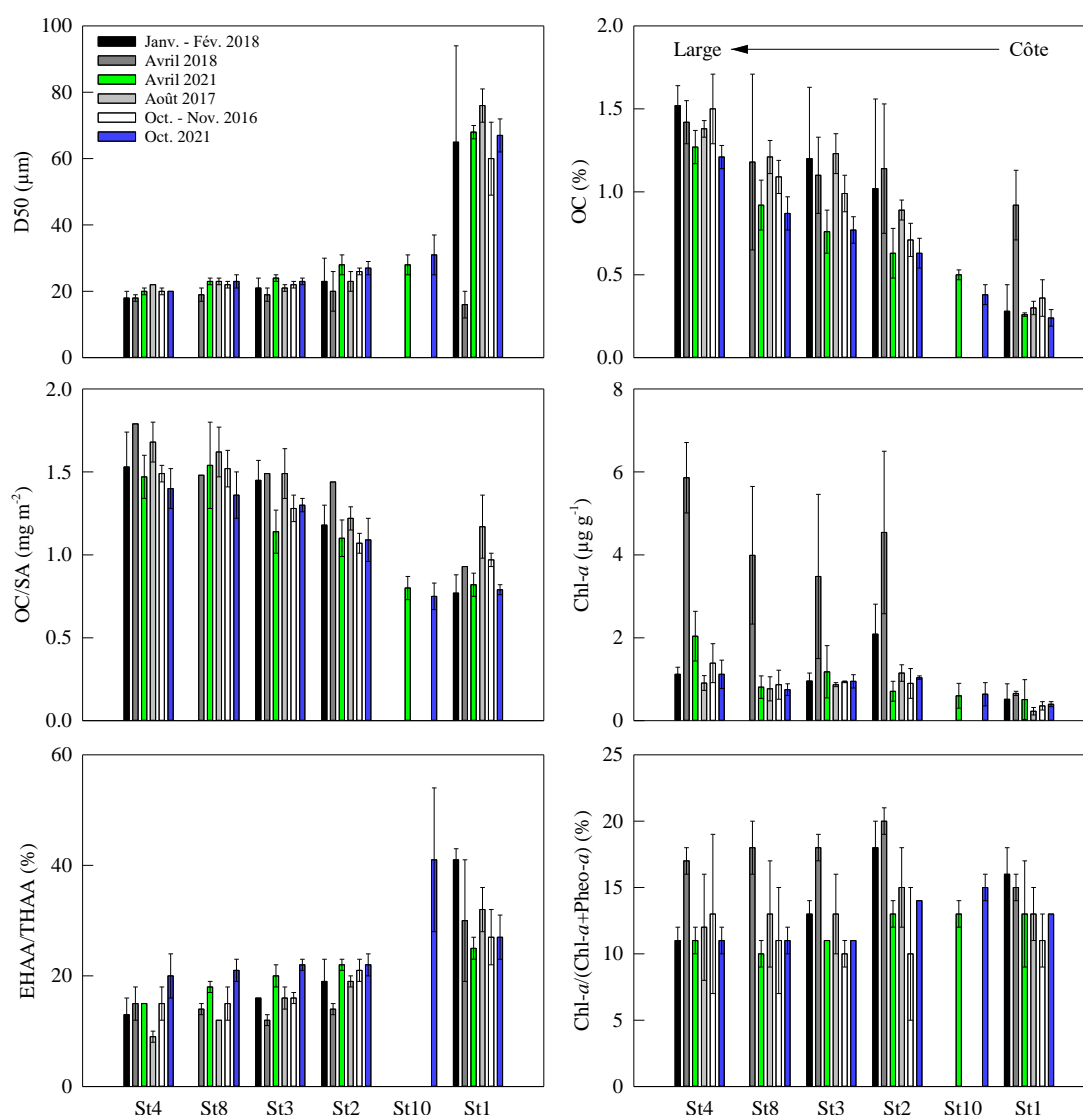 100
80
60
40
20
0
D50 (µm)
Janv. - Fév. 2018
Avril 2018
Avril 2021
Août 2017
Oct. - Nov. 2016
Oct. 2021
2.0
1.5
1.0
0.5
0.0
OC (%)
Large
Côte
2.0
1.5
1.0
0.5
0.0
OC/SA (mg m⁻²)
8
6
4
2
0
Chl-a (µg g⁻¹)
60
40
20
0
EHAA/THAA (%)
St4 St8 St3 St2 St10 St1
25
20
15
10
5
0
Chl-a/(Chl-a+Pheo-a) (%)
St4 St8 St3 St2 St10 St1